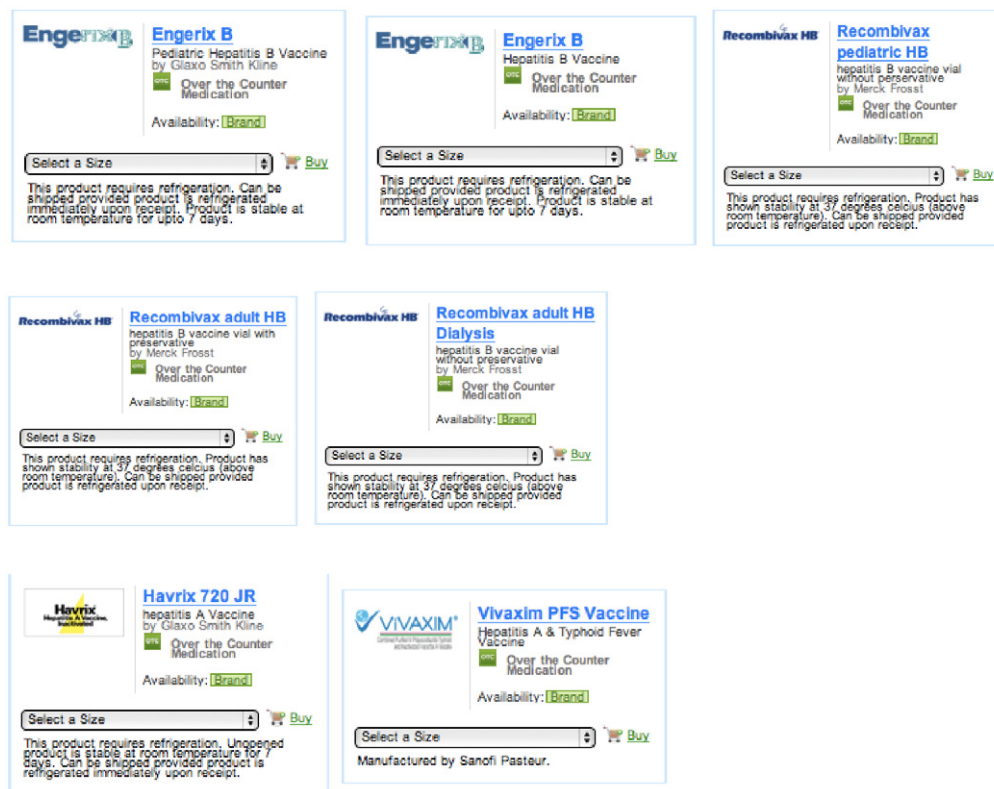 Engerix B
Engerix B
Pediatric Hepatitis B Vaccine
by Glaxo Smith Kline
OTC Over the Counter
Medication
Availability: Brand
Select a Size Buy
This product requires refrigeration. Can be
shipped provided product is refrigerated
immediately upon receipt. Product is stable at
room temperature for upto 7 days.
Engerix B
Engerix B
Hepatitis B Vaccine
OTC Over the Counter
Medication
Availability: Brand
Select a Size Buy
This product requires refrigeration. Can be
shipped provided product is refrigerated
immediately upon receipt. Product is stable at
room temperature for upto 7 days.
Recombivax HB
Recombivax
pediatric HB
hepatitis B vaccine vial
without perservative
by Merck Frosst
OTC Over the Counter
Medication
Availability: Brand
Select a Size Buy
This product requires refrigeration. Product has
shown stability at 37 degrees celcius (above
room temperature). Can be shipped provided
product is refrigerated upon receipt.
Recombivax HB
Recombivax adult HB
hepatitis B vaccine vial with
preservative
by Merck Frosst
OTC Over the Counter
Medication
Availability: Brand
Select a Size Buy
This product requires refrigeration. Product has
shown stability at 37 degrees celcius (above
room temperature). Can be shipped provided
product is refrigerated upon receipt.
Recombivax HB
Recombivax adult HB
Dialysis
hepatitis B vaccine vial
without preservative
by Merck Frosst
OTC Over the Counter
Medication
Availability: Brand
Select a Size Buy
This product requires refrigeration. Product has
shown stability at 37 degrees celcius (above
room temperature). Can be shipped provided
product is refrigerated upon receipt.
Havrix
Hepatitis A Vaccine,
Inactivated
Havrix 720 JR
hepatitis A Vaccine
by Glaxo Smith Kline
OTC Over the Counter
Medication
Availability: Brand
Select a Size Buy
This product requires refrigeration. Unopened
product is stable at room temperature for 7
days. Can be shipped provided product is
refrigerated immediately upon receipt.
VIVAXIM
Vivaxim PFS Vaccine
Hepatitis A & Typhoid Fever
Vaccine
OTC Over the Counter
Medication
Availability: Brand
Select a Size Buy
Manufactured by Sanofi Pasteur.